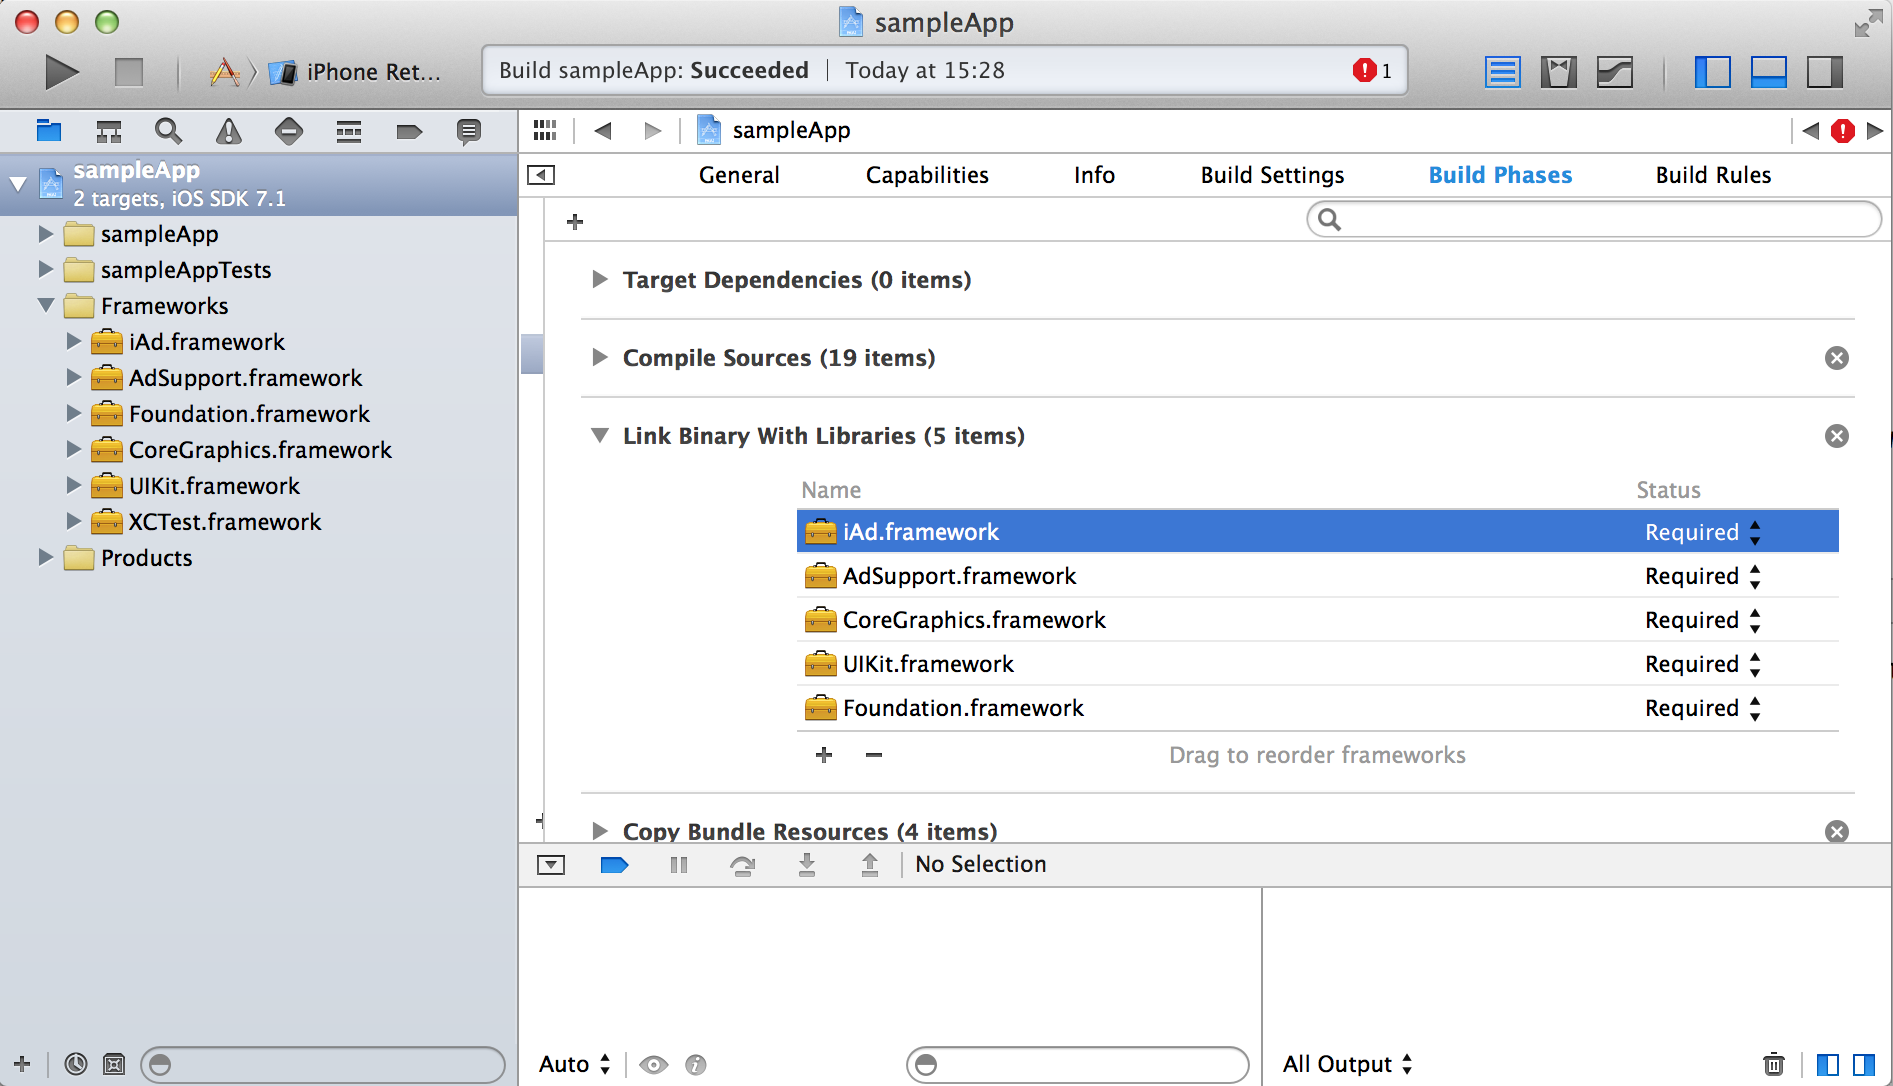 sampleApp
iPhone Ret...
Build sampleApp: Succeeded | Today at 15:28
1
sampleApp
sampleApp
2 targets, iOS SDK 7.1
sampleApp
sampleAppTests
Frameworks
iAd.framework
AdSupport.framework
Foundation.framework
CoreGraphics.framework
UIKit.framework
XCTest.framework
Products
General Capabilities Info Build Settings Build Phases Build Rules
Target Dependencies (0 items)
Compile Sources (19 items)
Link Binary With Libraries (5 items)
Name Status
iAd.framework Required
AdSupport.framework Required
CoreGraphics.framework Required
UIKit.framework Required
Foundation.framework Required
+ − Drag to reorder frameworks
Copy Bundle Resources (4 items)
No Selection
Auto
All Output